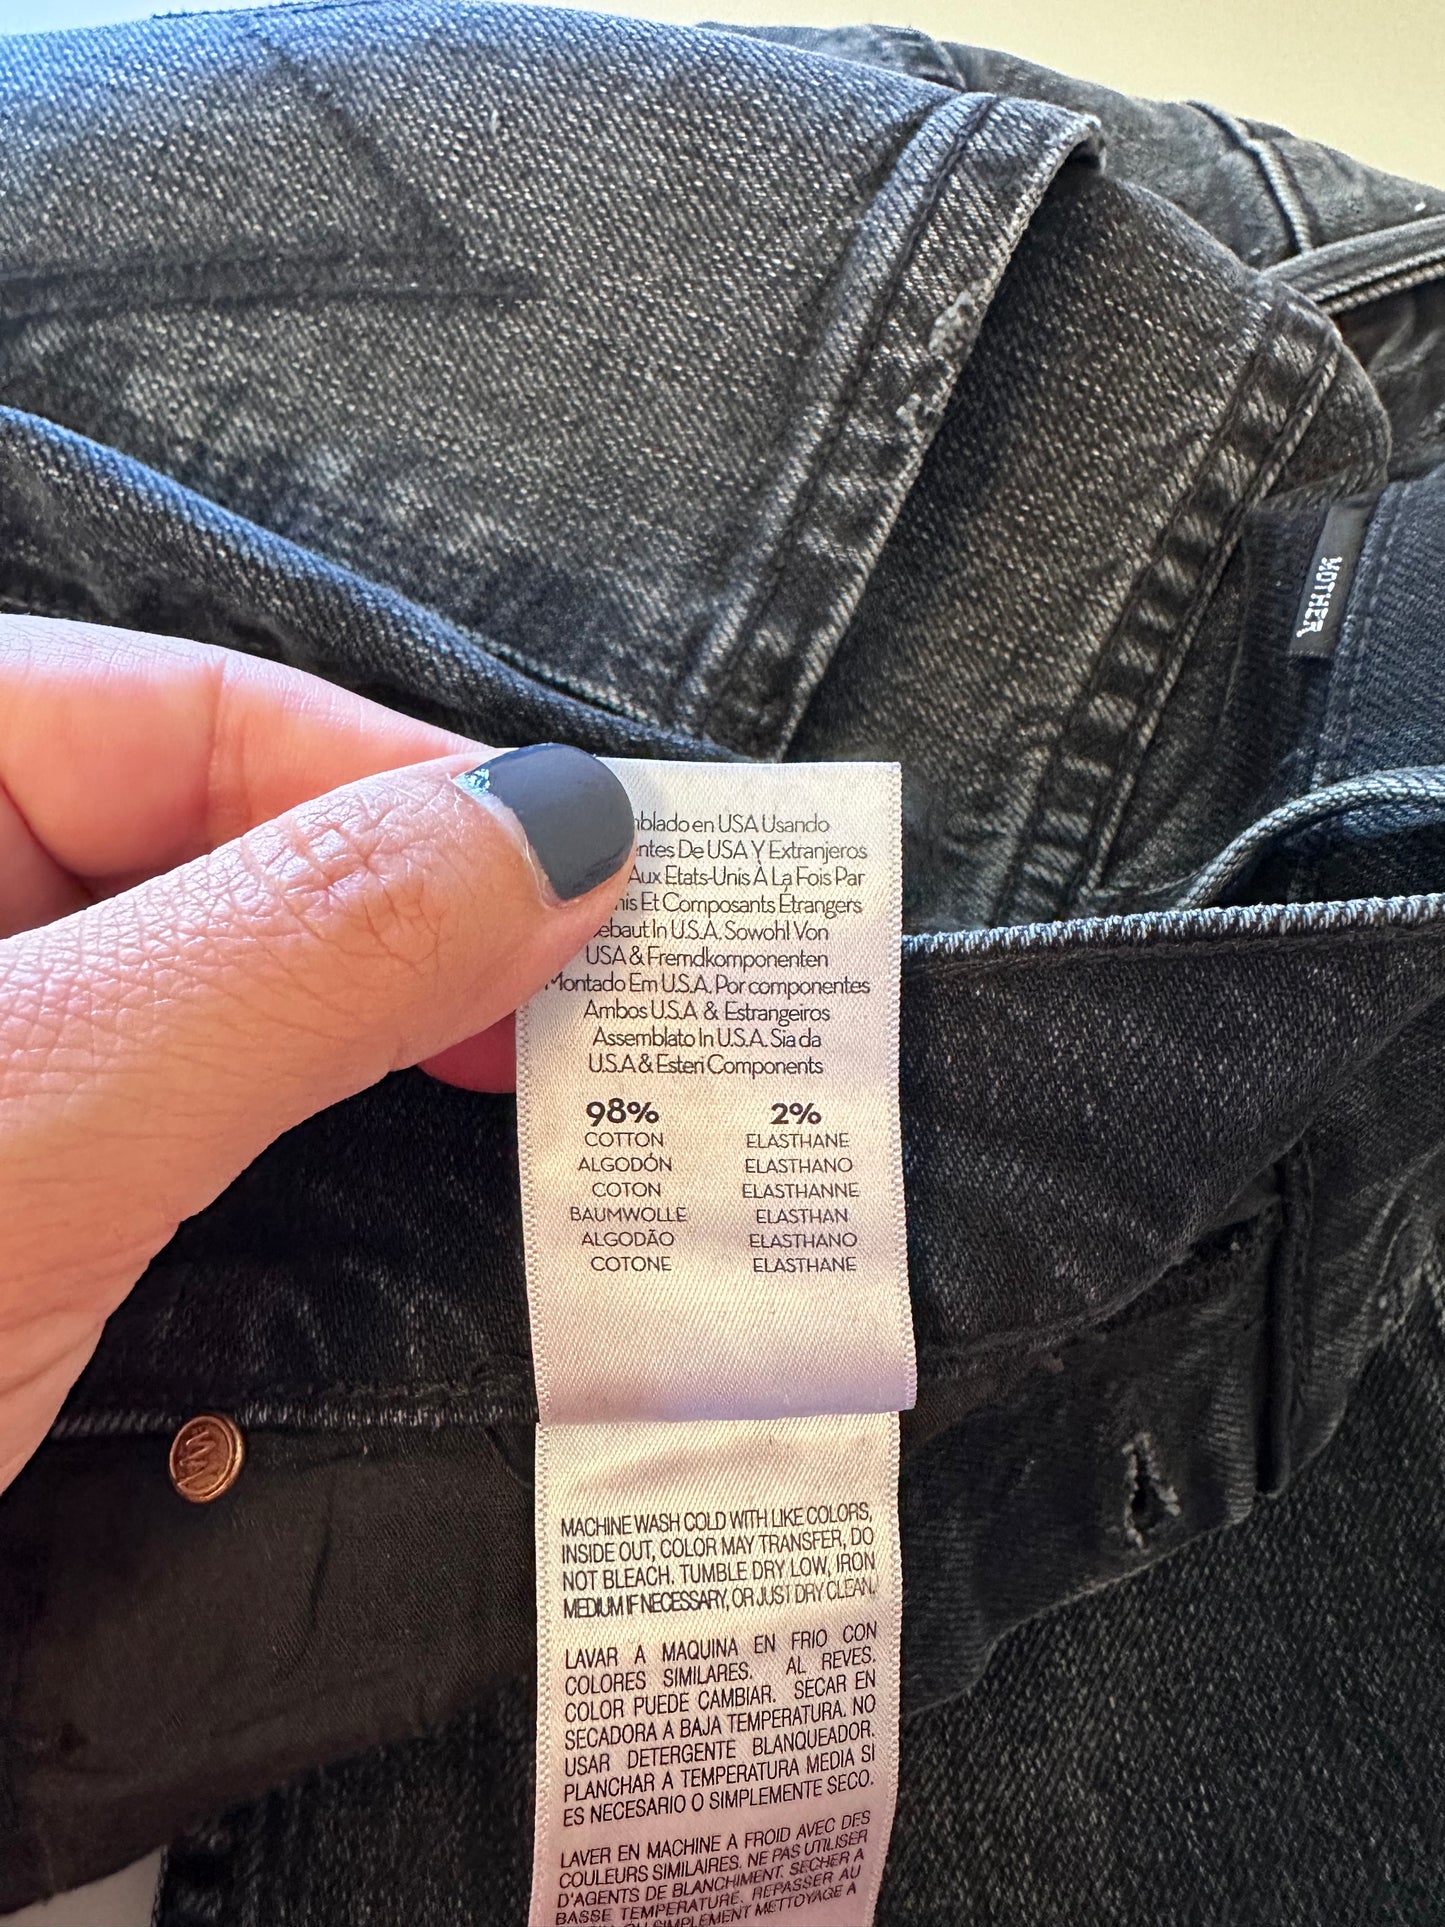 MOTHER
en USA Usando
De USA Y Extranjeros
Aux Etats-Unis À La Fois Par
Et Composants Étrangers
In U.S.A. Sowohl Von
USA & Fremdkomponenten
Montado Em U.S.A. Por componentes
Ambos U.S.A & Estrangeiros
Assemblato In U.S.A. Sia da
U.S.A & Esteri Components
98% 2%
COTTON ELASTHANE
ALGODÓN ELASTHANO
COTON ELASTHANNE
BAUMWOLLE ELASTHAN
ALGODÃO ELASTHANO
COTONE ELASTHANE
MACHINE WASH COLD WITH LIKE COLORS,
INSIDE OUT, COLOR MAY TRANSFER, DO
NOT BLEACH. TUMBLE DRY LOW, IRON
MEDIUM IF NECESSARY, OR JUST DRY CLEAN.
LAVAR A MAQUINA EN FRIO CON
COLORES SIMILARES. AL REVES.
COLOR PUEDE CAMBIAR. SECAR EN
SECADORA A BAJA TEMPERATURA. NO
USAR DETERGENTE BLANQUEADOR.
PLANCHAR A TEMPERATURA MEDIA SI
ES NECESARIO O SIMPLEMENTE SECO.
LAVER EN MACHINE A FROID AVEC DES
COULEURS SIMILAIRES. NE PAS UTILISER
D'AGENTS DE BLANCHIMENT. SECHER A
BASSE TEMPERATURE. REPASSER AU
SIMPLEMENT METTOYAGE A